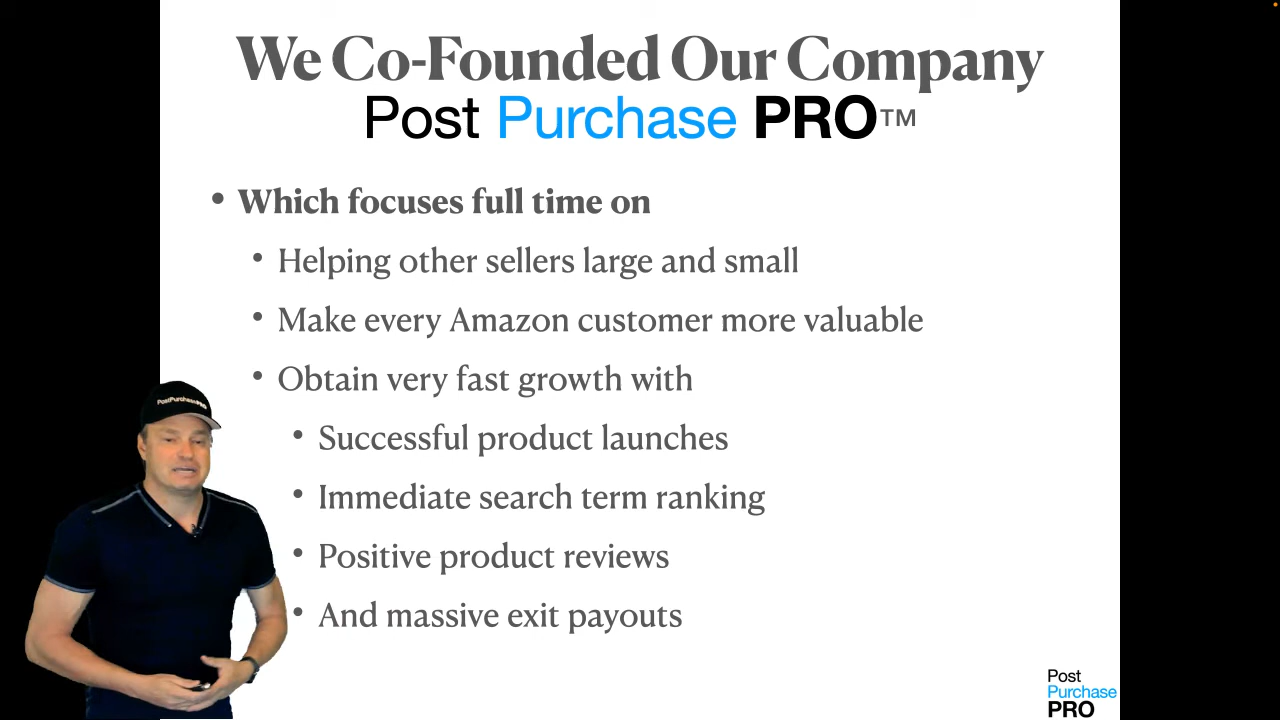 We Co-Founded Our Company
Post Purchase PRO™
• Which focuses full time on
• Helping other sellers large and small
• Make every Amazon customer more valuable
• Obtain very fast growth with
• Successful product launches
• Immediate search term ranking
• Positive product reviews
• And massive exit payouts
PostPurchasePRO
Post
Purchase
PRO